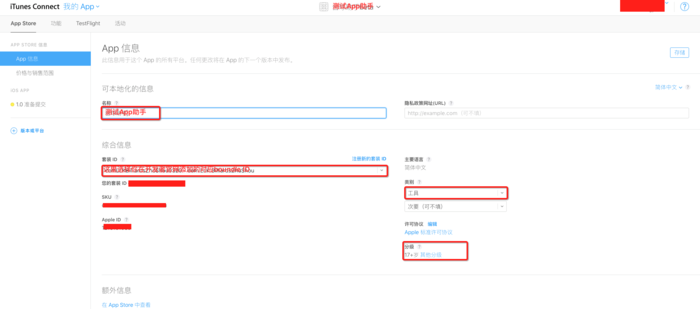 iTunes Connect 我的 App
测试App助手
App Store 功能 TestFlight 活动
APP STORE 信息
App 信息
价格与销售范围
IOS APP
1.0 准备提交
版本或平台
App 信息
此信息用于这个 App 的所有平台。任何更改将在 App 的下一个版本中发布。
存储
可本地化的信息
简体中文 ?
名称 ?
测试App助手
隐私政策网址(URL) ?
http://example.com（可不填）
综合信息
套装 ID ?
注册新的套装 ID
您的套装 ID
SKU ?
Apple ID ?
主要语言 ?
简体中文
类别 ?
工具
次要（可不填）
许可协议 编辑
Apple 标准许可协议
分级 ?
17+岁 其他分级
额外信息
在 App Store 中查看